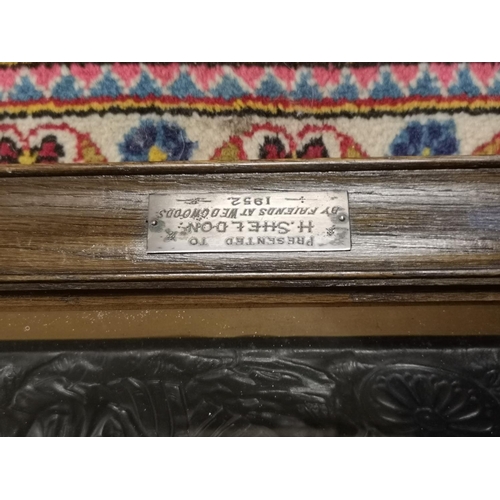 PRESENTED TO
H. SHELDON.
BY FRIENDS AT WEDGWOODS
1952